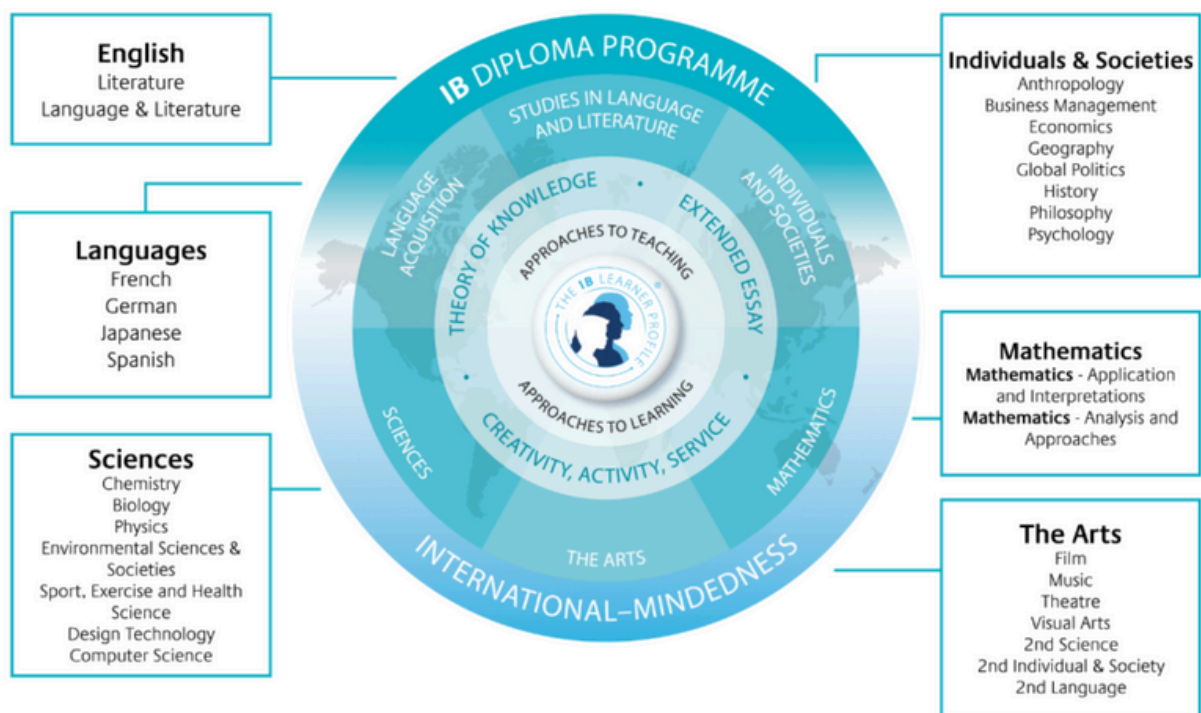 English
Literature
Language & Literature
Languages
French
German
Japanese
Spanish
Sciences
Chemistry
Biology
Physics
Environmental Sciences &
Societies
Sport, Exercise and Health
Science
Design Technology
Computer Science
IB DIPLOMA PROGRAMME
STUDIES IN LANGUAGE
AND LITERATURE
LANGUAGE
ACQUISITION
INDIVIDUALS
AND SOCIETIES
THEORY OF KNOWLEDGE
EXTENDED ESSAY
APPROACHES TO TEACHING
THE IB LEARNER PROFILE
®
APPROACHES TO LEARNING
CREATIVITY, ACTIVITY, SERVICE
SCIENCES
MATHEMATICS
THE ARTS
INTERNATIONAL–MINDEDNESS
Individuals & Societies
Anthropology
Business Management
Economics
Geography
Global Politics
History
Philosophy
Psychology
Mathematics
Mathematics - Application
and Interpretations
Mathematics - Analysis and
Approaches
The Arts
Film
Music
Theatre
Visual Arts
2nd Science
2nd Individual & Society
2nd Language